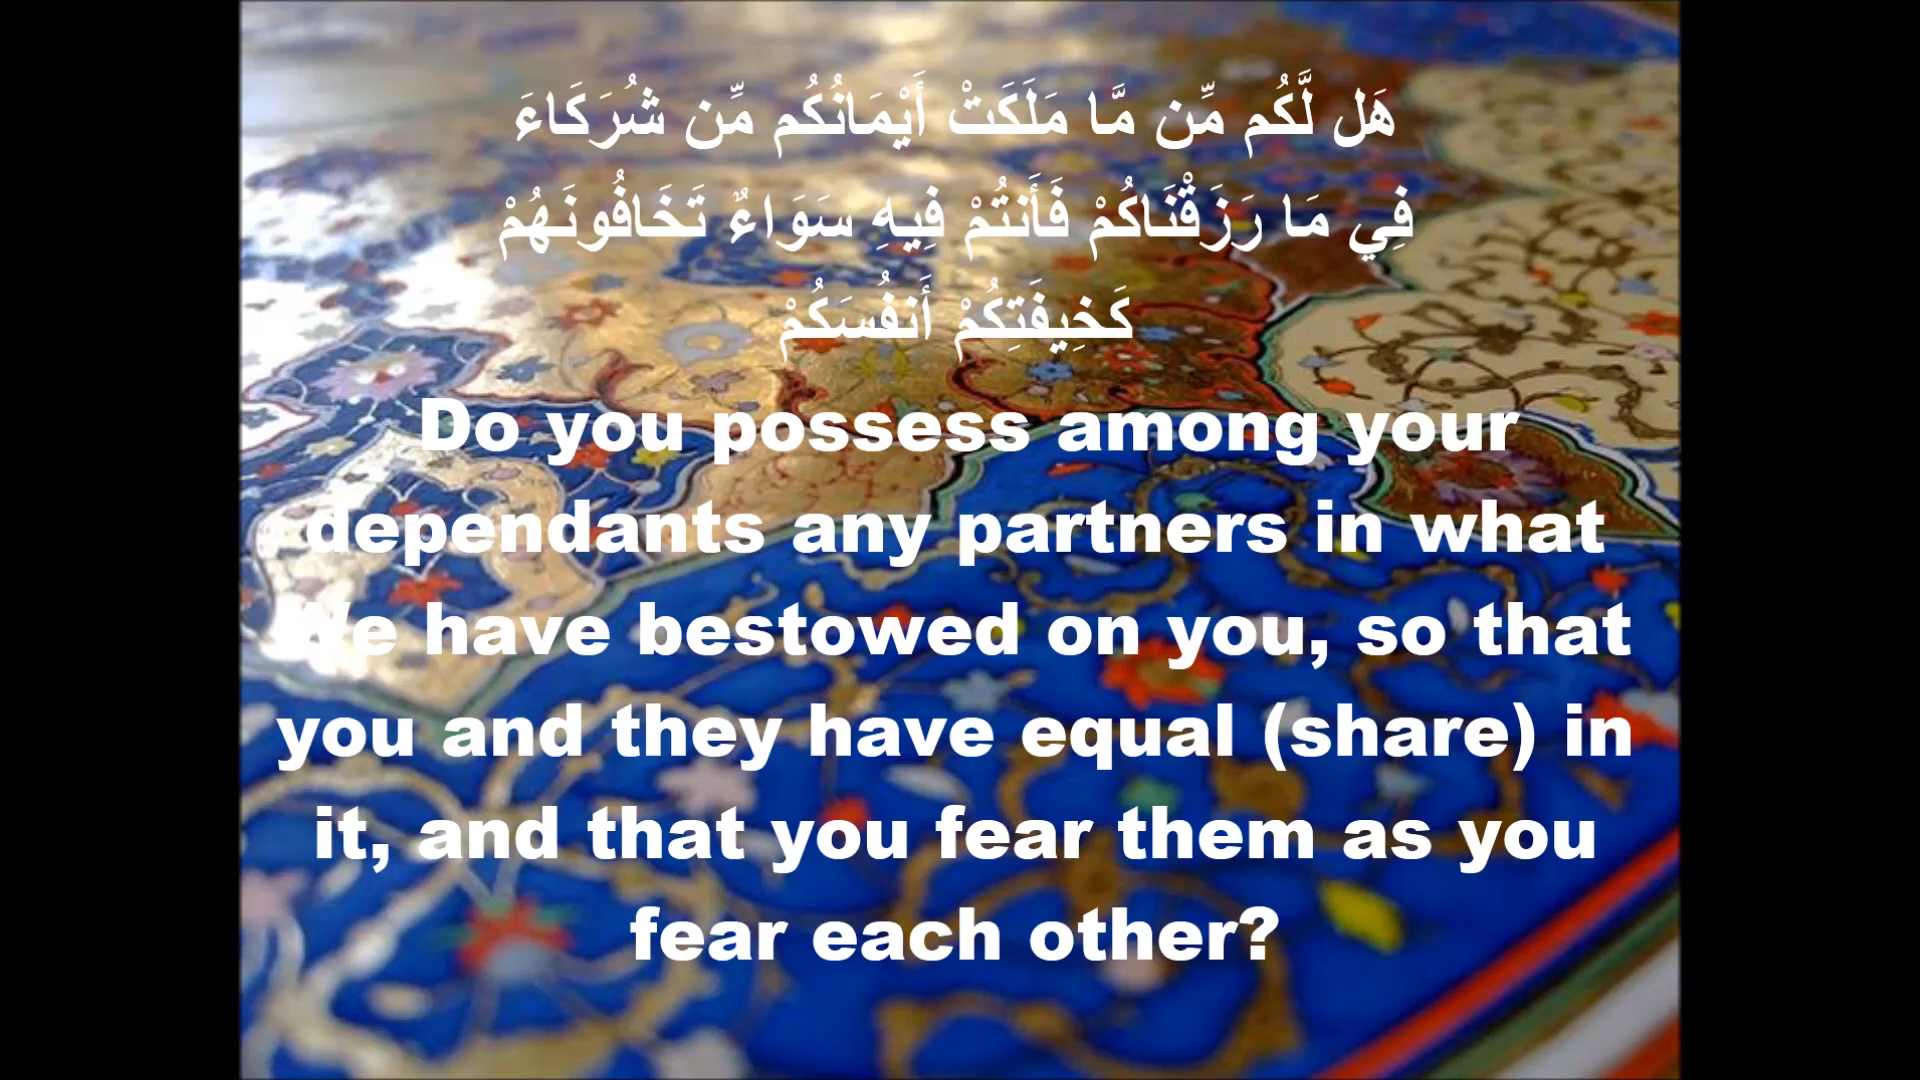 هَل لَّكُم مِّن مَّا مَلَكَتْ أَيْمَانُكُم مِّن شُرَكَاءَ
فِي مَا رَزَقْنَاكُمْ فَأَنتُمْ فِيهِ سَوَاءٌ تَخَافُونَهُمْ
كَخِيفَتِكُمْ أَنفُسَكُمْ
Do you possess among your
dependants any partners in what
We have bestowed on you, so that
you and they have equal (share) in
it, and that you fear them as you
fear each other?